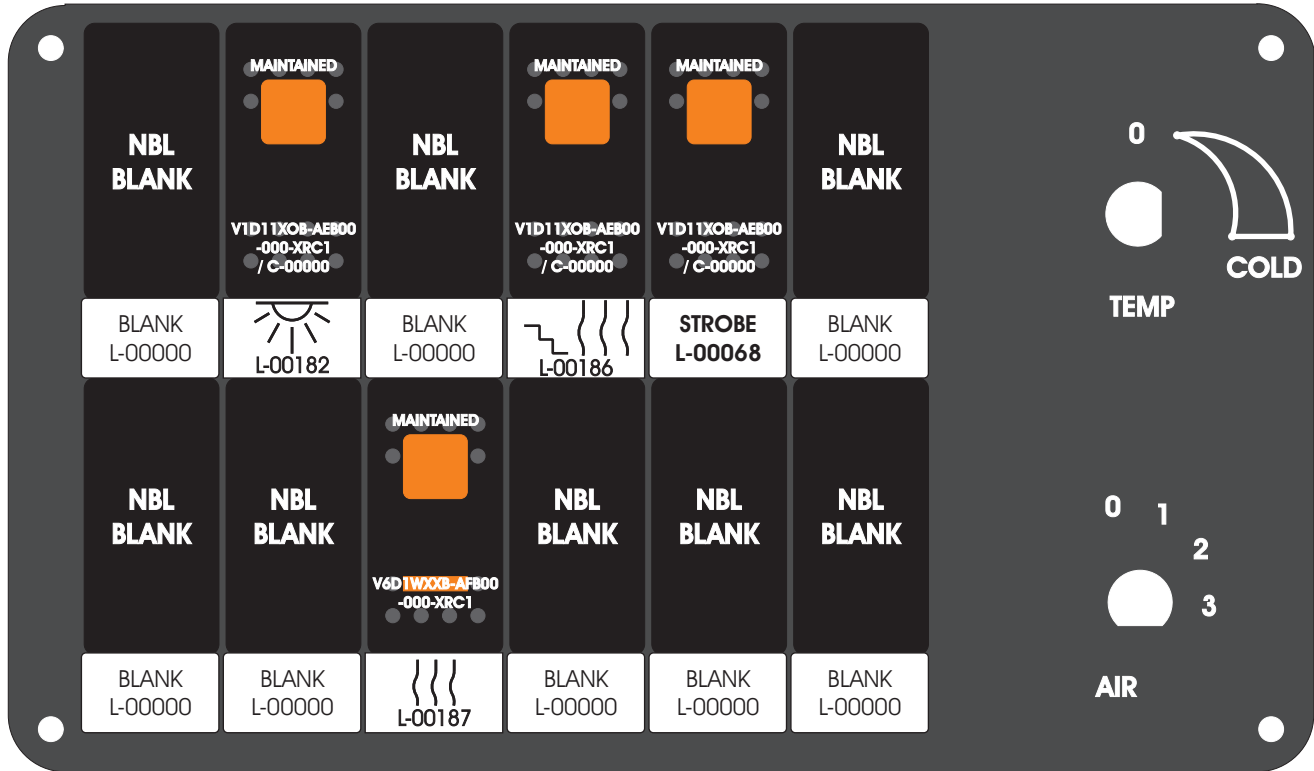 NBL
BLANK
MAINTAINED
V1D11XOB-AEB00
-000-XRC1
/ C-00000
NBL
BLANK
MAINTAINED
V1D11XOB-AEB00
-000-XRC1
/ C-00000
MAINTAINED
V1D11XOB-AEB00
-000-XRC1
/ C-00000
NBL
BLANK
BLANK
L-00000
L-00182
BLANK
L-00000
L-00186
STROBE
L-00068
BLANK
L-00000
0
COLD
TEMP
NBL
BLANK
NBL
BLANK
MAINTAINED
V6D1WXXB-AFB00
-000-XRC1
NBL
BLANK
NBL
BLANK
NBL
BLANK
BLANK
L-00000
BLANK
L-00000
L-00187
BLANK
L-00000
BLANK
L-00000
BLANK
L-00000
0
1
2
3
AIR